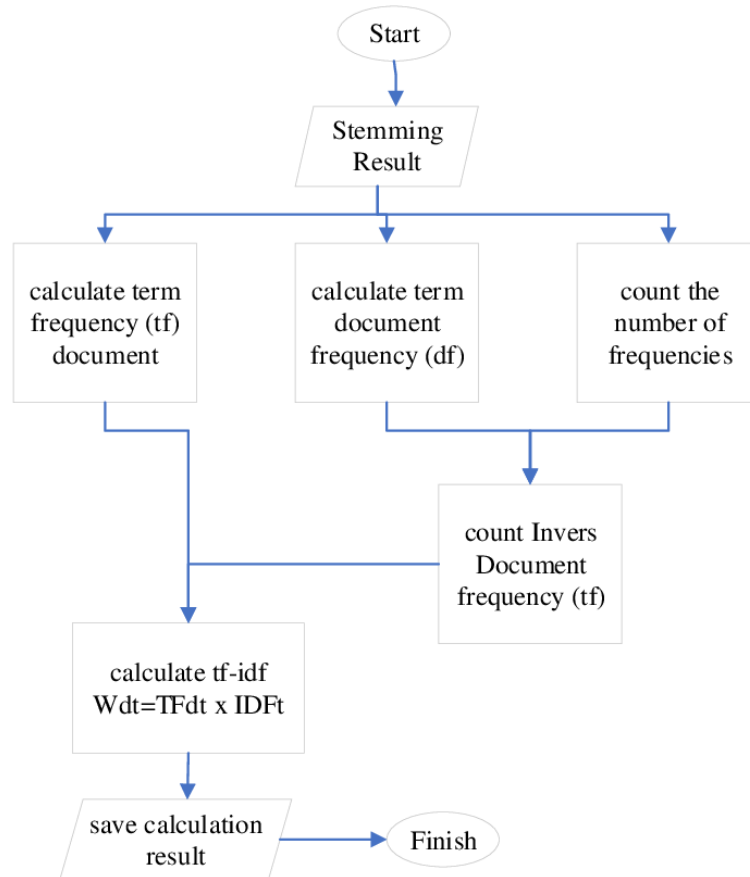 Start
Stemming
Result
calculate term
frequency (tf)
document
calculate term
document
frequency (df)
count the
number of
frequencies
count Invers
Document
frequency (tf)
calculate tf-idf
Wdt=TFdt x IDFt
save calculation
result
Finish